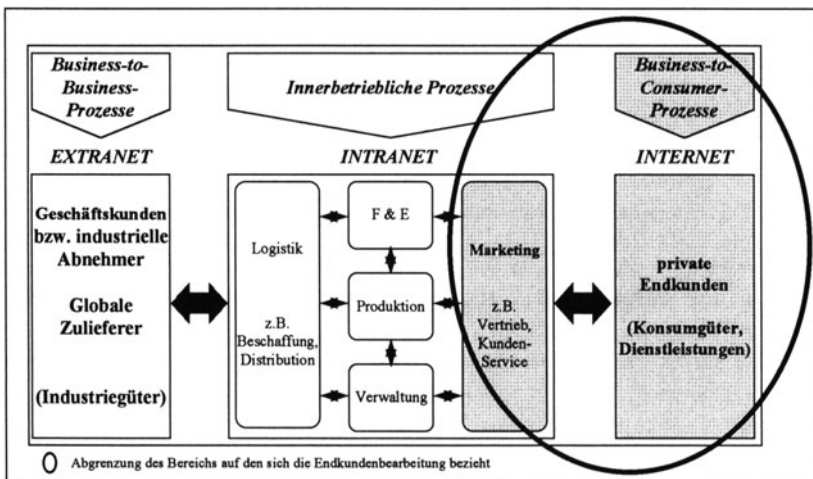 Business-to-
Business-
Prozesse
Innerbetriebliche Prozesse
Business-to-
Consumer-
Prozesse
EXTRANET
INTRANET
INTERNET
Geschäftskunden
bzw. industrielle
Abnehmer
Globale
Zulieferer
(Industriegüter)
Logistik
z.B.
Beschaffung,
Distribution
F & E
Produktion
Verwaltung
Marketing
z.B.
Vertrieb,
Kunden-
Service
private
Endkunden
(Konsumgüter,
Dienstleistungen)
Abgrenzung des Bereichs auf den sich die Endkundenbearbeitung bezieht